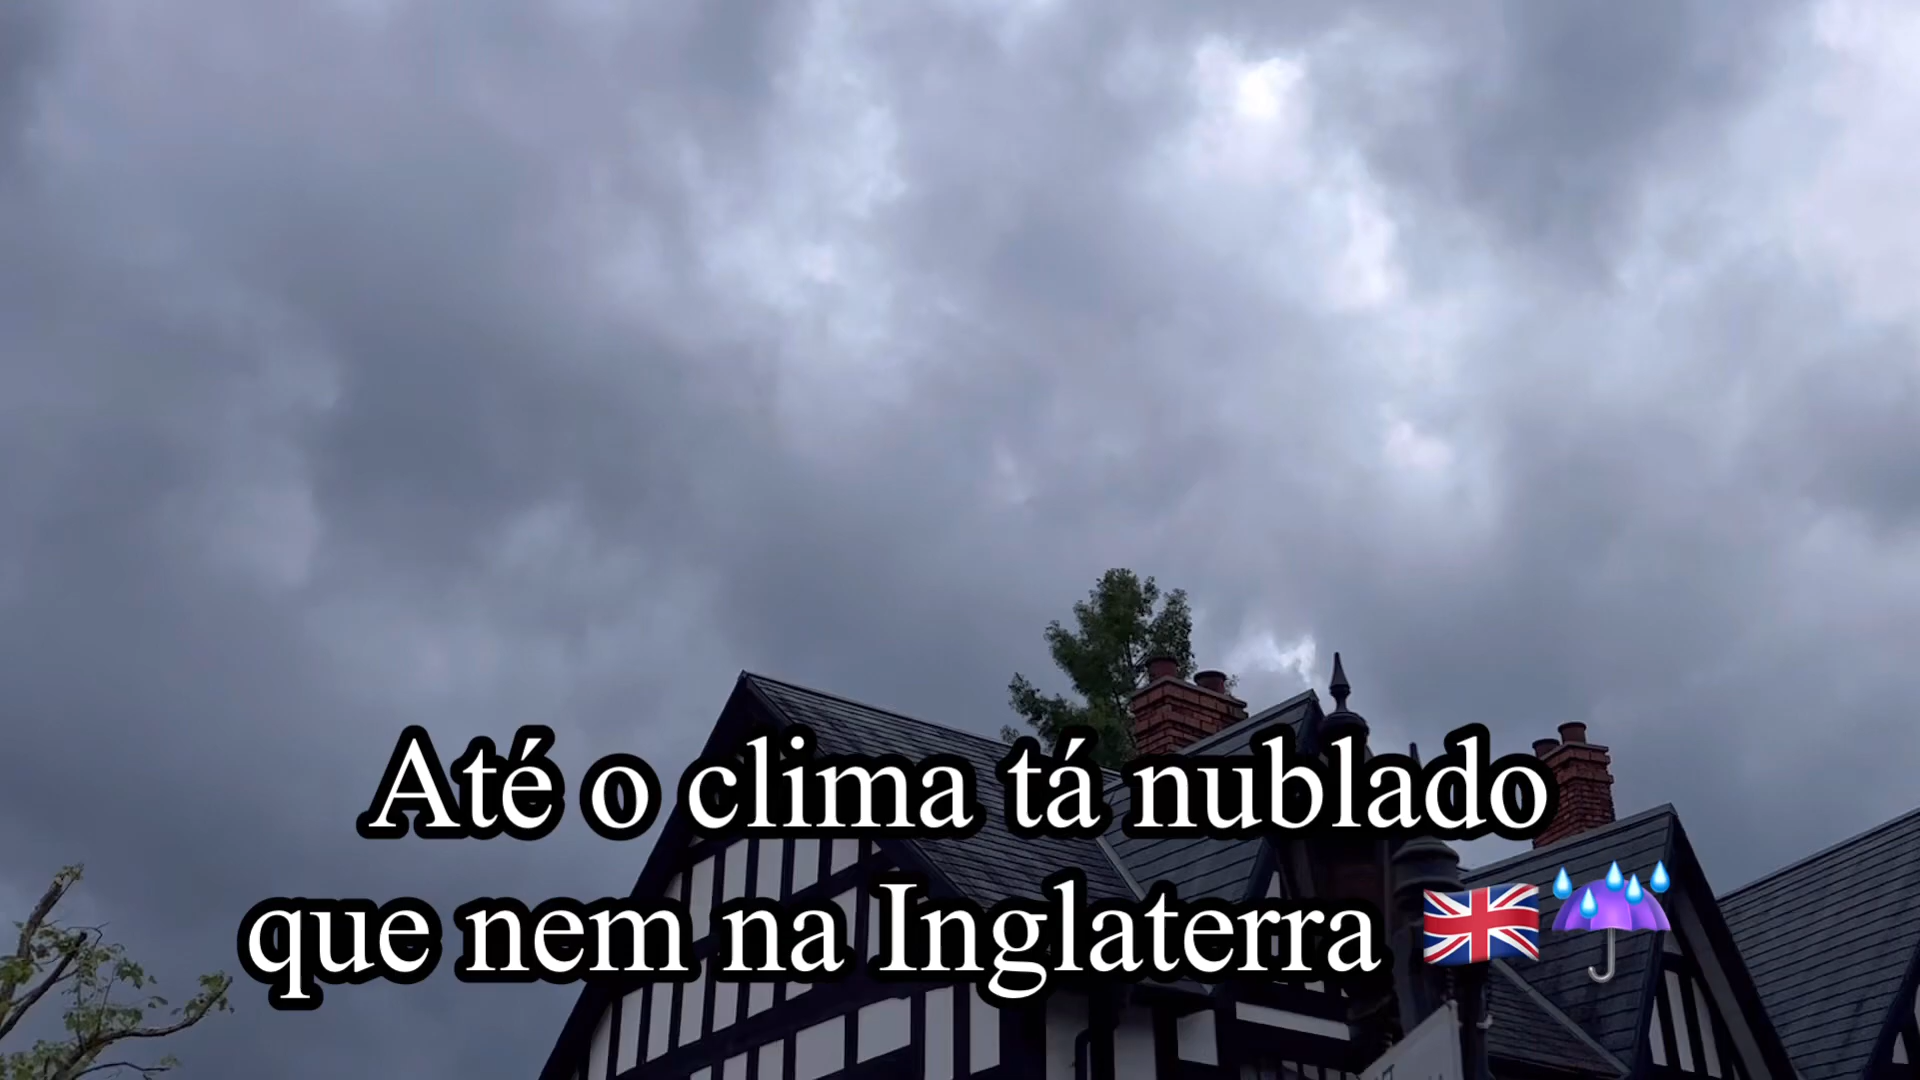 Até o clima tá nublado
que nem na Inglaterra 🇬🇧☔